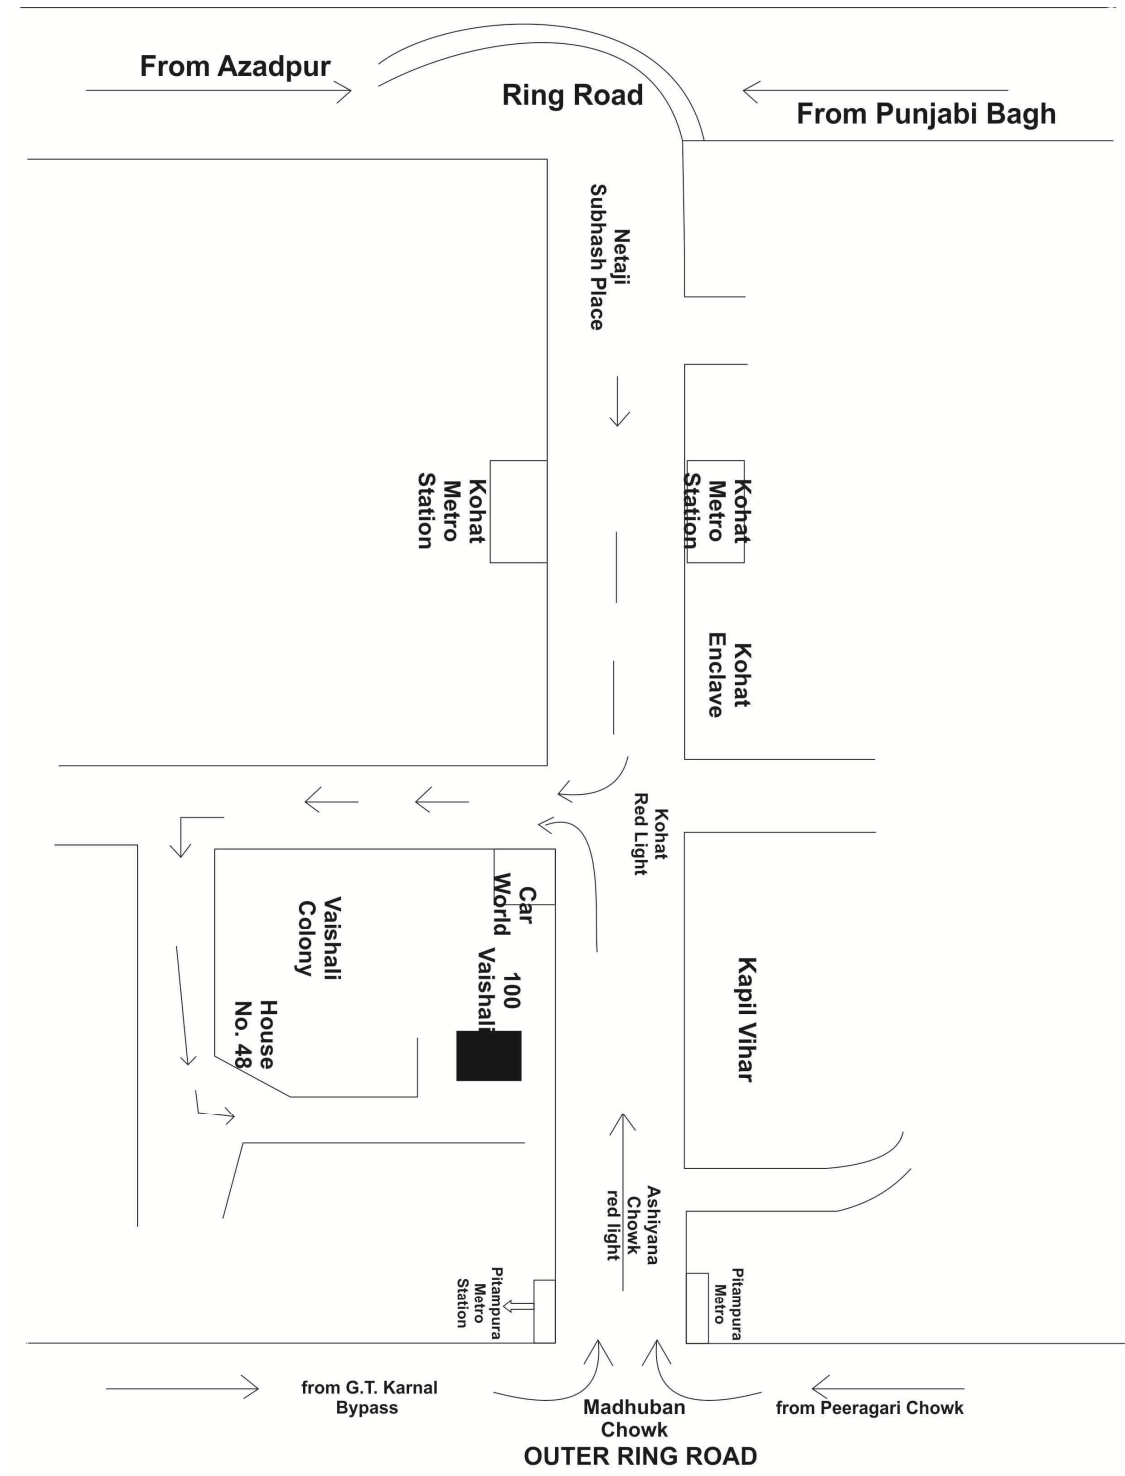 From Azadpur
Ring Road
From Punjabi Bagh
Netaji
Subhash Place
Kohat
Metro
Station
Kohat
Metro
Station
Kohat
Enclave
Kohat
Red Light
Car
World
Vaishali
Colony
100
Vaishali
House
No. 48
Kapil Vihar
Ashiyana
Chowk
red light
Pitampura
Metro
Station
Pitampura
Metro
from G.T. Karnal
Bypass
Madhuban
Chowk
from Peeragari Chowk
OUTER RING ROAD